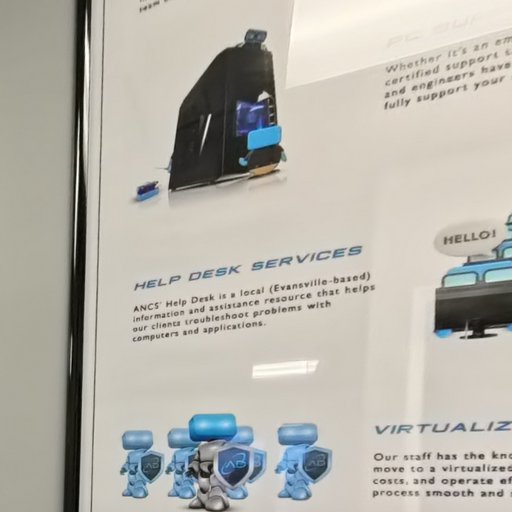 Whether it's an em
certified support
and engineers have
fully support your
HELLO!
HELP DESK SERVICES
ANCS' Help Desk is a local (Evansville-based)
information and assistance resource that helps
our clients troubleshoot problems with
computers and applications.
VIRTUALIZ
Our staff has the kno
move to a virtualized
costs, and operate ef
process smooth and